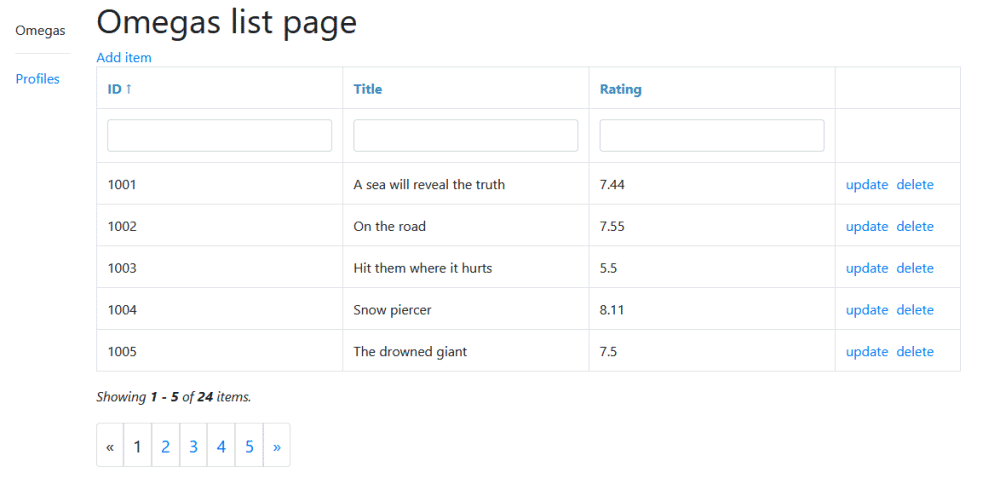 Omegas
Profiles
Omegas list page
Add item
ID ↑ Title Rating
1001 A sea will reveal the truth 7.44 update delete
1002 On the road 7.55 update delete
1003 Hit them where it hurts 5.5 update delete
1004 Snow piercer 8.11 update delete
1005 The drowned giant 7.5 update delete
Showing 1 - 5 of 24 items.
« 1 2 3 4 5 »